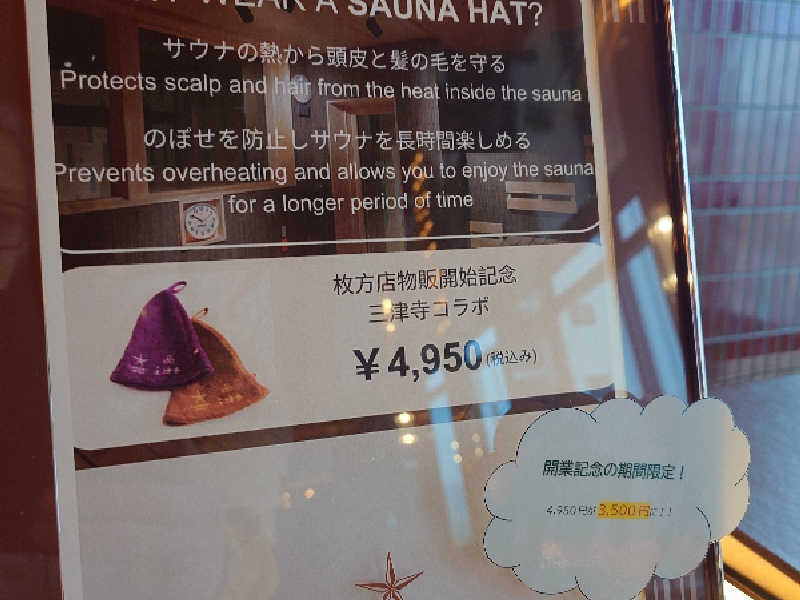 WEAR A SAUNA HAT?
サウナの熱から頭皮と髪の毛を守る
Protects scalp and hair from the heat inside the sauna
のぼせを防止しサウナを長時間楽しめる
Prevents overheating and allows you to enjoy the sauna
for a longer period of time
枚方店物販開始記念
三津寺コラボ
¥4,950(税込み)
開業記念の期間限定!
4,950円が3,500円に!!